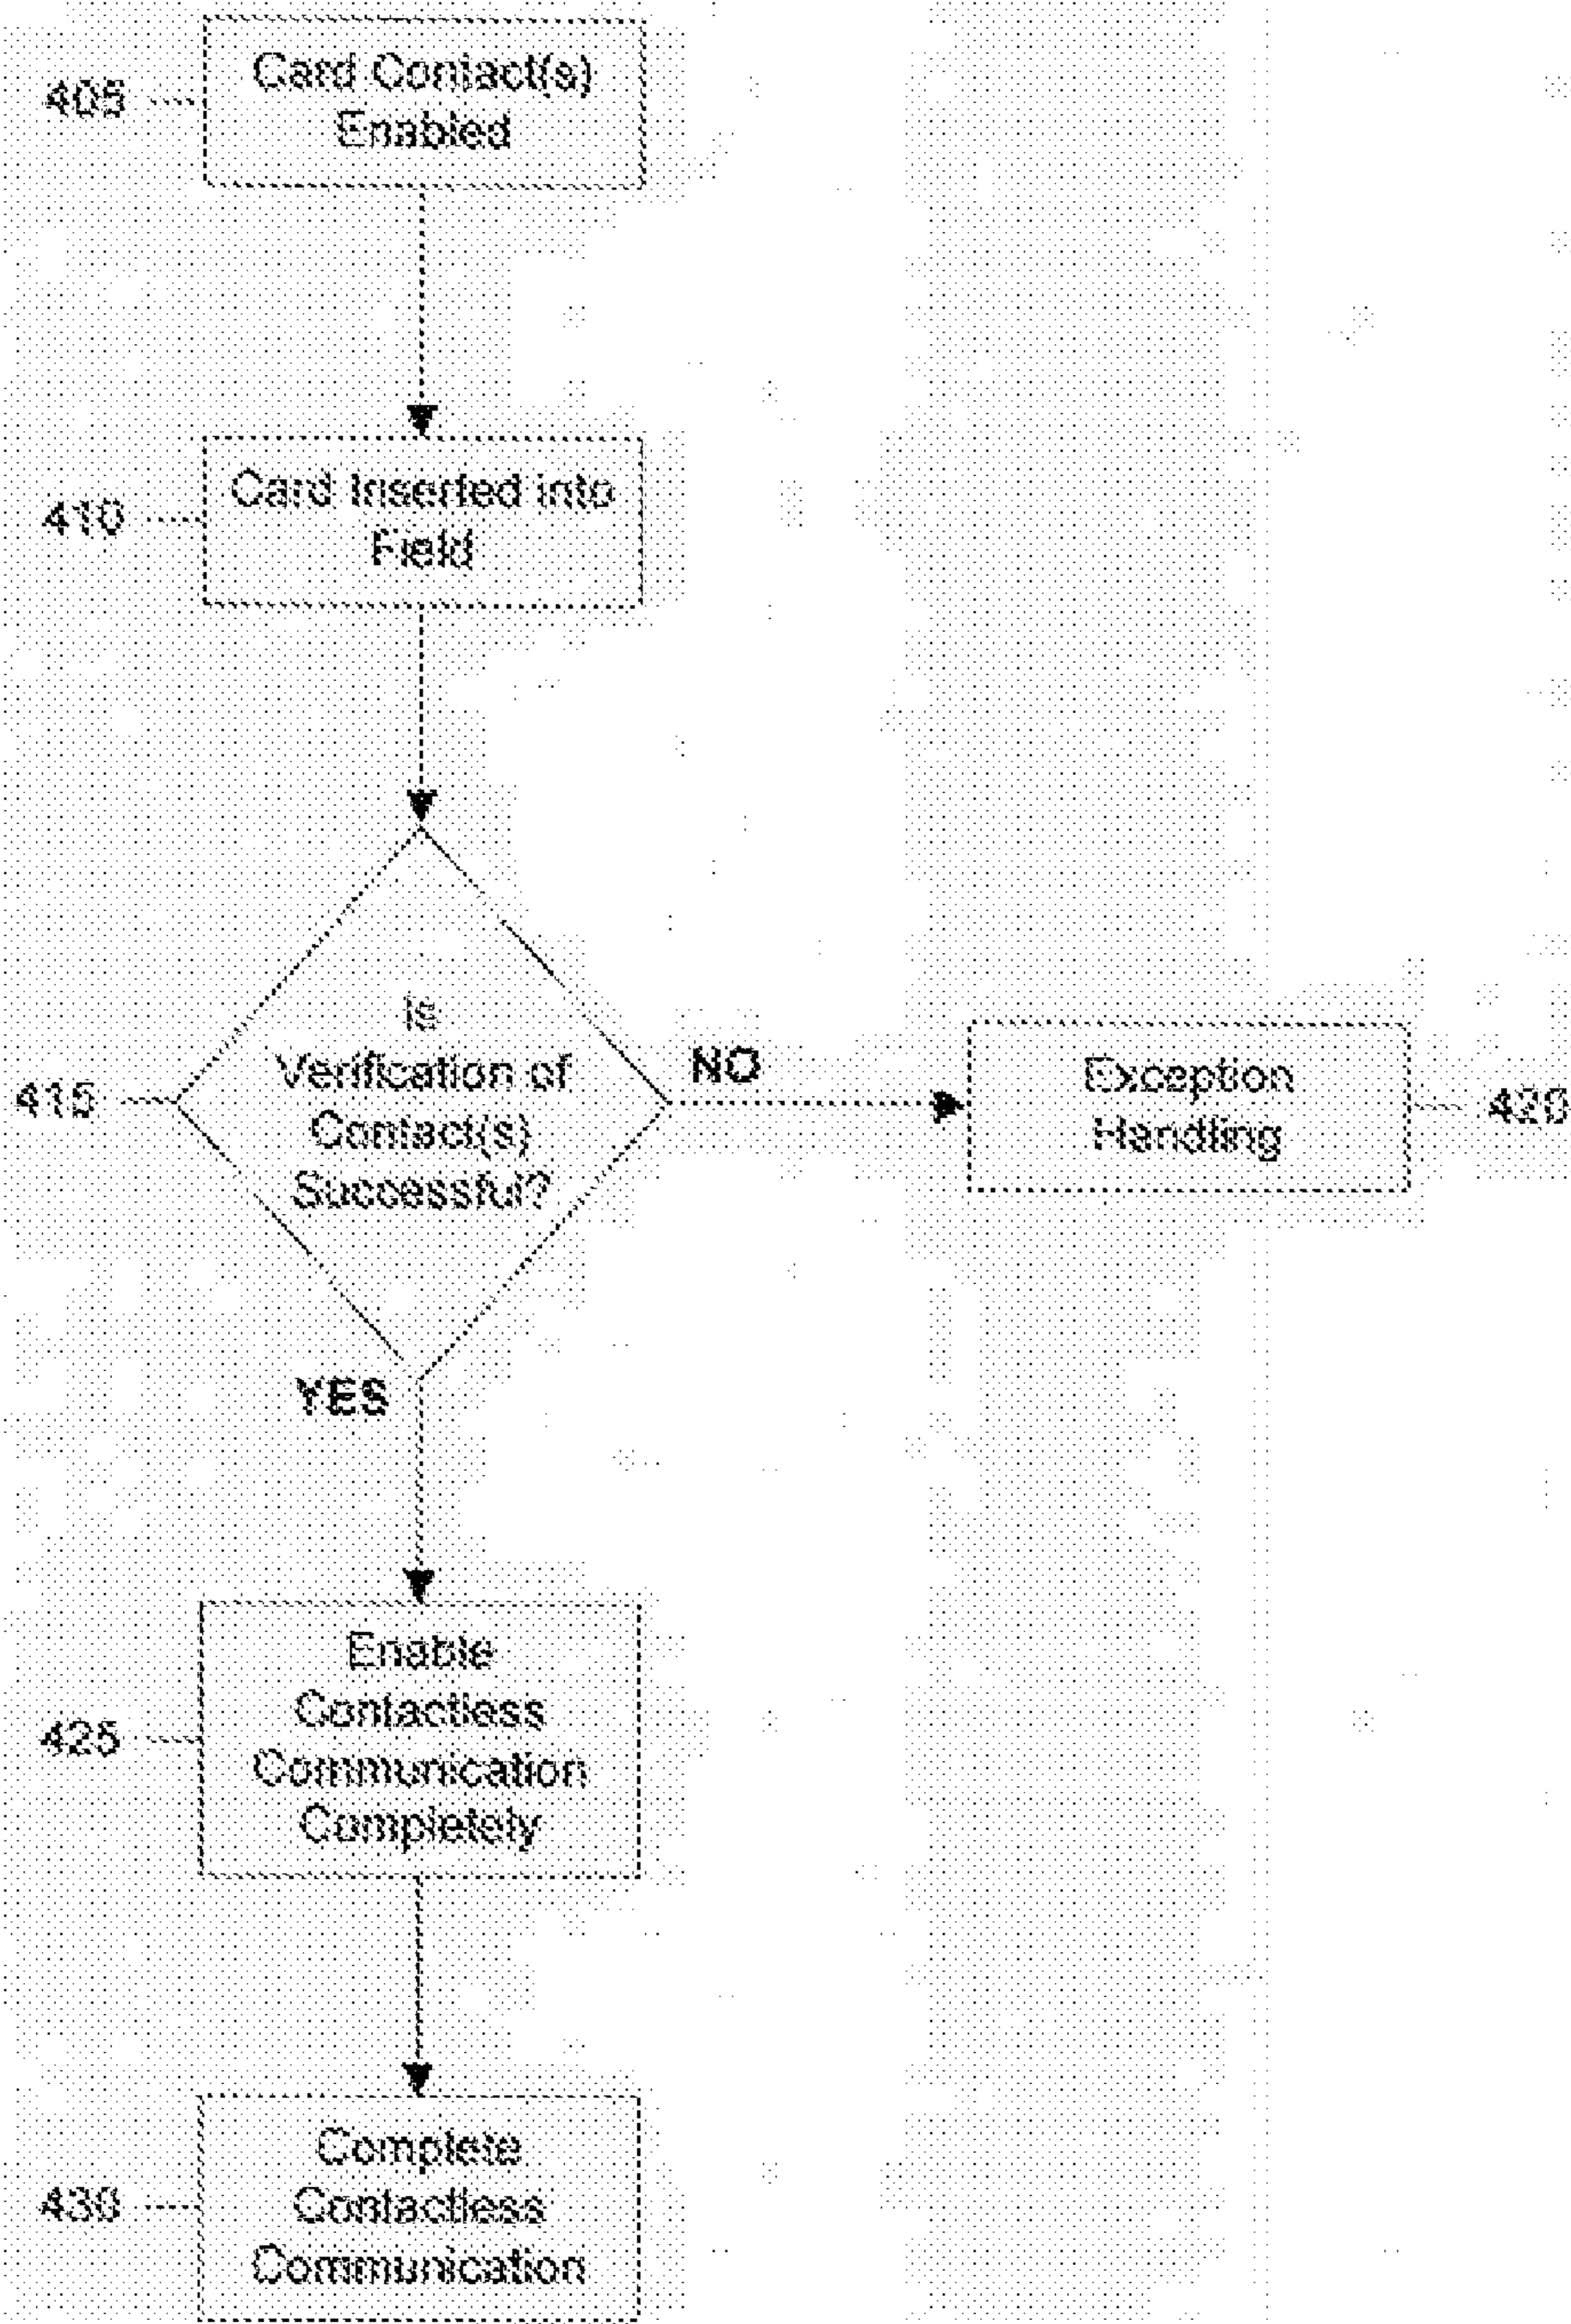 405
Card Contact(s)
Enabled
410
Card Inserted into
Field
415
Is
Verification of
Contact(s)
Successful?
NO
Exception
Handling
420
YES
425
Enable
Contactless
Communication
Completely
430
Complete
Contactless
Communication